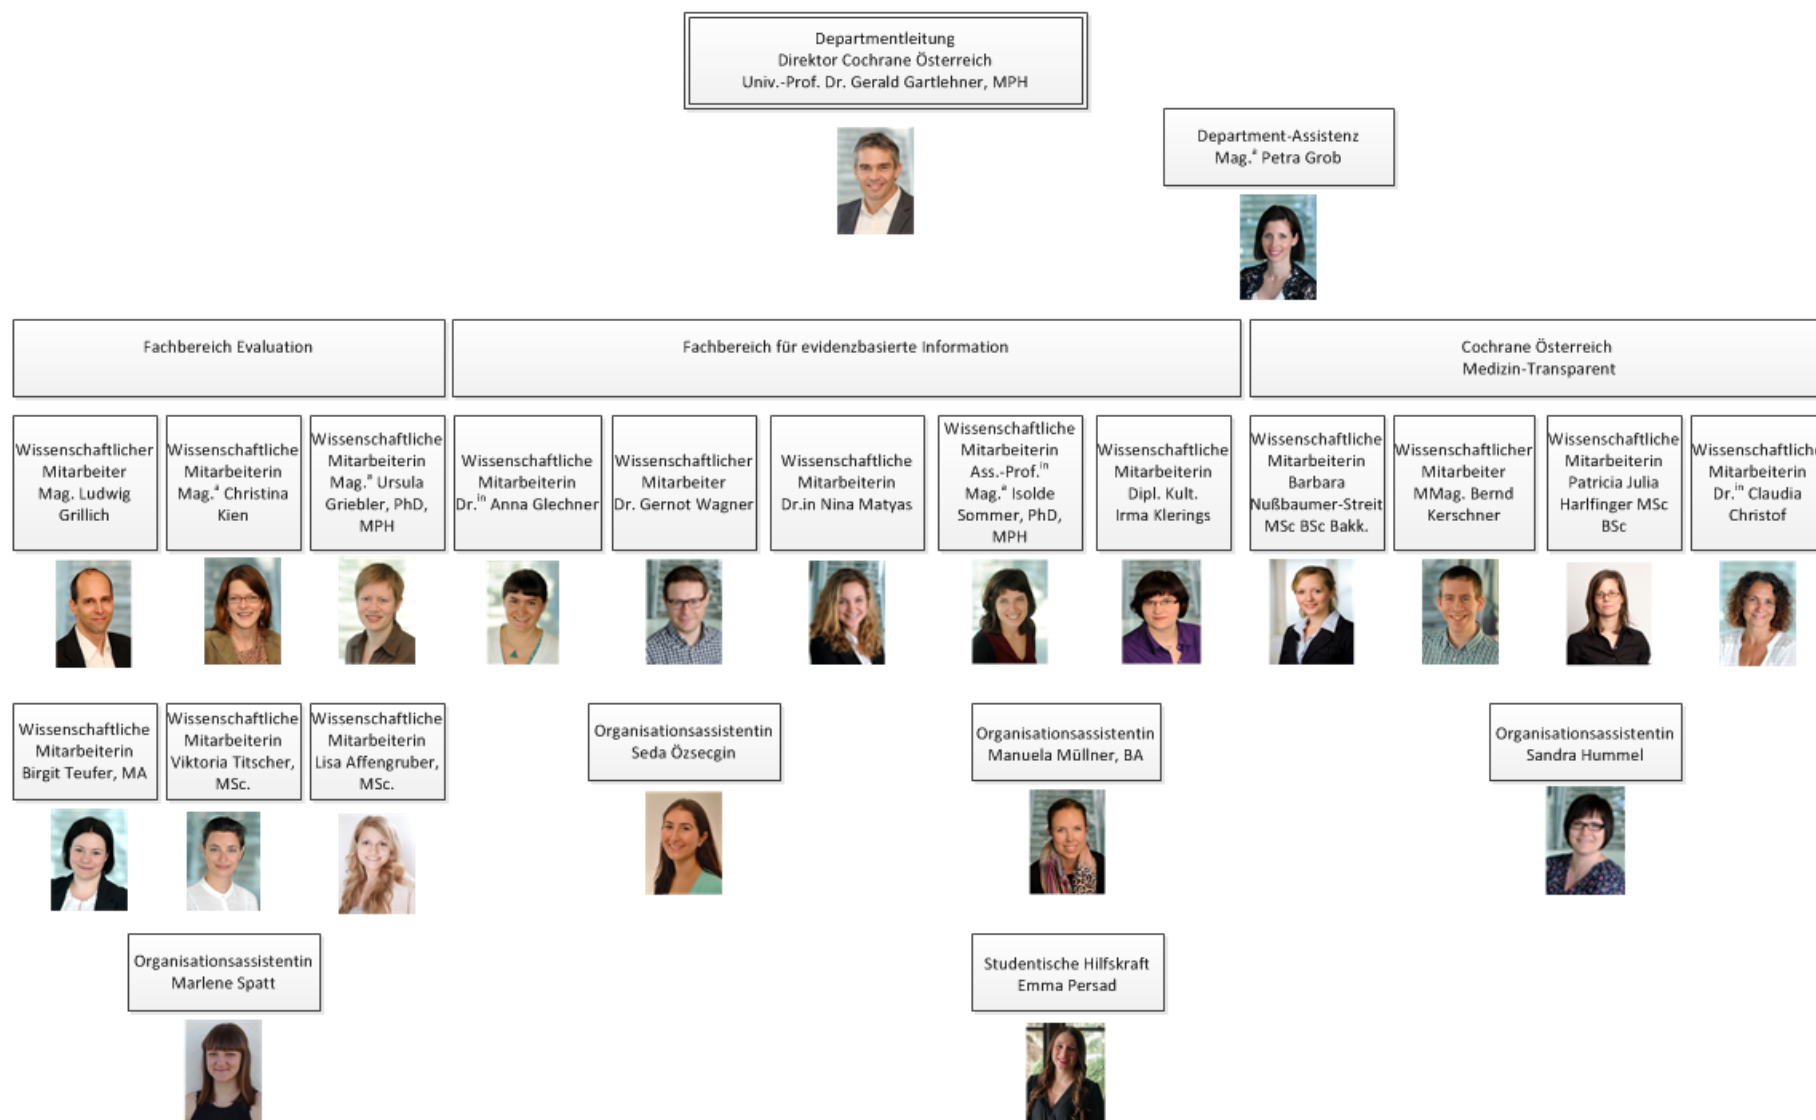 Departmentleitung
Direktor Cochrane Österreich
Univ.-Prof. Dr. Gerald Gartlehner, MPH
Department-Assistenz
Mag.ª Petra Grob
Fachbereich Evaluation
Fachbereich für evidenzbasierte Information
Cochrane Österreich
Medizin-Transparent
Wissenschaftlicher
Mitarbeiter
Mag. Ludwig
Grillich
Wissenschaftliche
Mitarbeiterin
Mag.ª Christina
Kien
Wissenschaftliche
Mitarbeiterin
Mag.ª Ursula
Griebler, PhD,
MPH
Wissenschaftliche
Mitarbeiterin
Dr.in Anna Glechner
Wissenschaftlicher
Mitarbeiter
Dr. Gernot Wagner
Wissenschaftliche
Mitarbeiterin
Dr.in Nina Matyas
Wissenschaftliche
Mitarbeiterin
Ass.-Prof.in
Mag.ª Isolde
Sommer, PhD,
MPH
Wissenschaftliche
Mitarbeiterin
Dipl. Kult.
Irma Klerings
Wissenschaftliche
Mitarbeiterin
Barbara
Nußbaumer-Streit
MSc BSc Bakk.
Wissenschaftlicher
Mitarbeiter
MMag. Bernd
Kerschner
Wissenschaftliche
Mitarbeiterin
Patricia Julia
Harlfinger MSc
BSc
Wissenschaftliche
Mitarbeiterin
Dr.in Claudia
Christof
Wissenschaftliche
Mitarbeiterin
Birgit Teufer, MA
Wissenschaftliche
Mitarbeiterin
Viktoria Titscher,
MSc.
Wissenschaftliche
Mitarbeiterin
Lisa Affengruber,
MSc.
Organisationsassistentin
Seda Özsecgin
Organisationsassistentin
Manuela Müllner, BA
Organisationsassistentin
Sandra Hummel
Organisationsassistentin
Marlene Spatt
Studentische Hilfskraft
Emma Persad